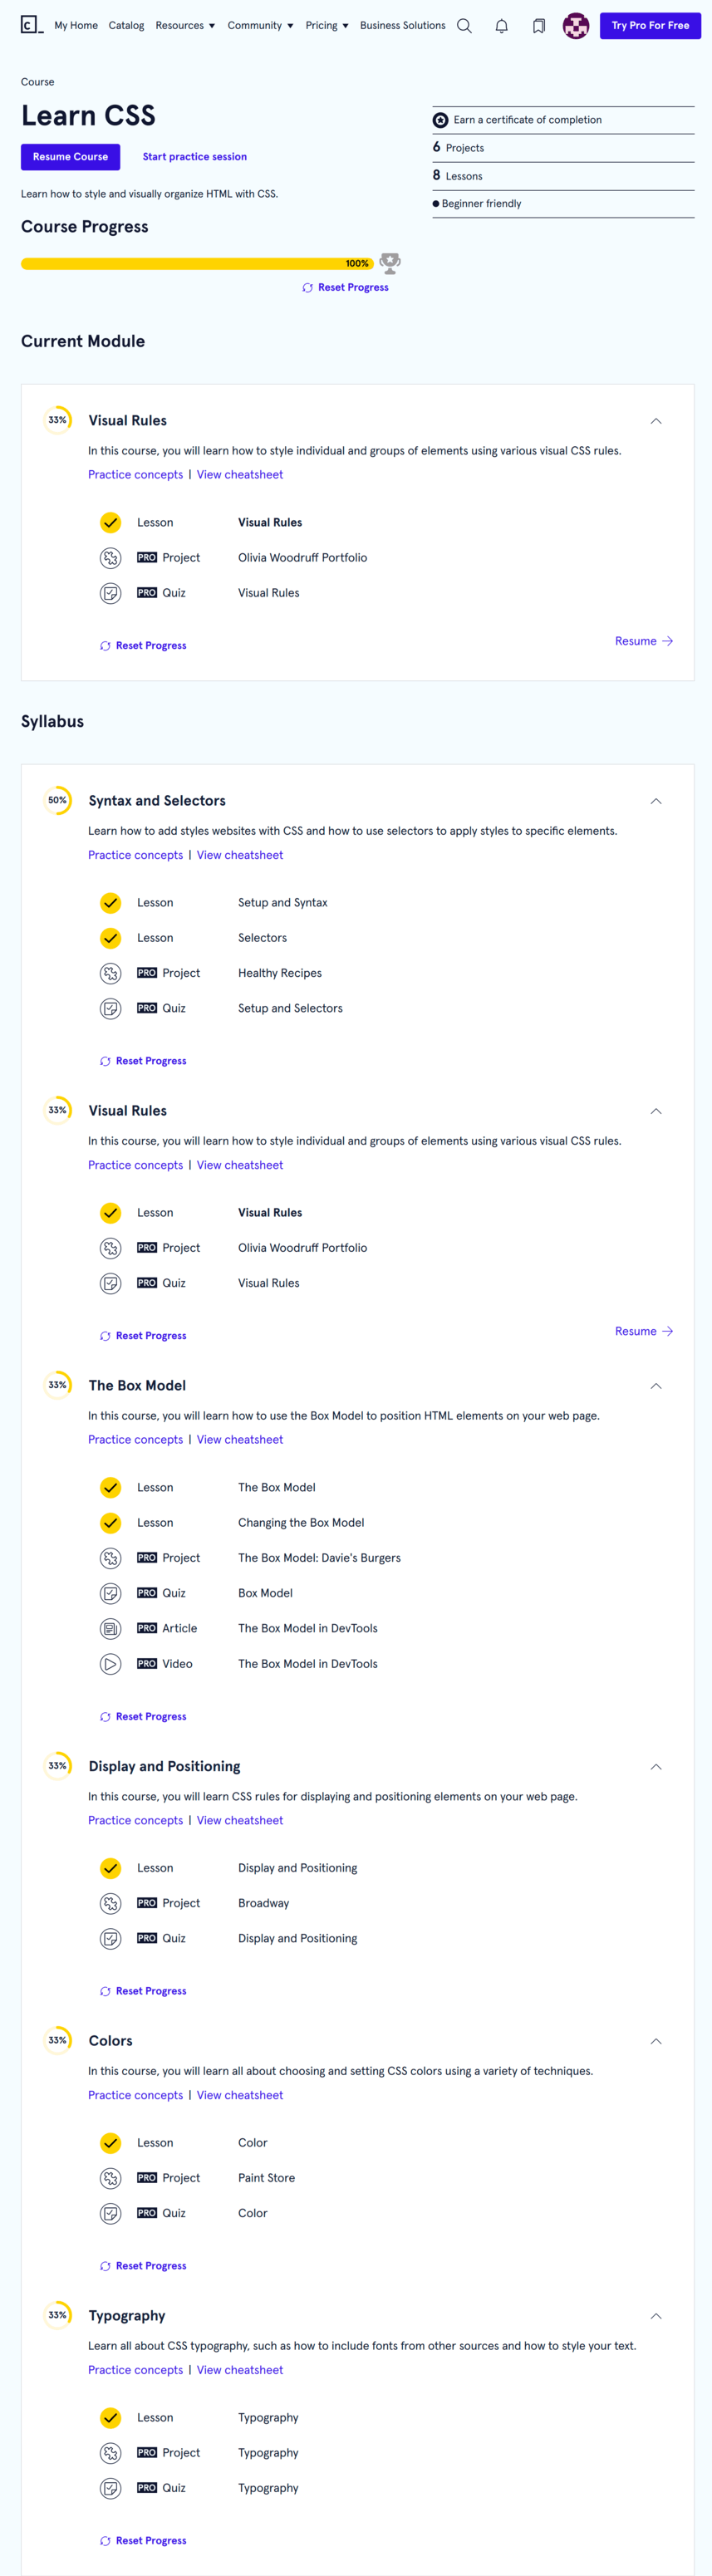 c_ My Home Catalog Resources Community Pricing Business Solutions Try Pro For Free
Course
Learn CSS
Resume Course Start practice session
Learn how to style and visually organize HTML with CSS.
Earn a certificate of completion
6 Projects
8 Lessons
Beginner friendly
Course Progress
100%
Reset Progress
Current Module
33% Visual Rules
In this course, you will learn how to style individual and groups of elements using various visual CSS rules.
Practice concepts | View cheatsheet
Lesson Visual Rules
PRO Project Olivia Woodruff Portfolio
PRO Quiz Visual Rules
Reset Progress Resume
Syllabus
50% Syntax and Selectors
Learn how to add styles websites with CSS and how to use selectors to apply styles to specific elements.
Practice concepts | View cheatsheet
Lesson Setup and Syntax
Lesson Selectors
PRO Project Healthy Recipes
PRO Quiz Setup and Selectors
Reset Progress
33% Visual Rules
In this course, you will learn how to style individual and groups of elements using various visual CSS rules.
Practice concepts | View cheatsheet
Lesson Visual Rules
PRO Project Olivia Woodruff Portfolio
PRO Quiz Visual Rules
Reset Progress Resume
33% The Box Model
In this course, you will learn how to use the Box Model to position HTML elements on your web page.
Practice concepts | View cheatsheet
Lesson The Box Model
Lesson Changing the Box Model
PRO Project The Box Model: Davie's Burgers
PRO Quiz Box Model
PRO Article The Box Model in DevTools
PRO Video The Box Model in DevTools
Reset Progress
33% Display and Positioning
In this course, you will learn CSS rules for displaying and positioning elements on your web page.
Practice concepts | View cheatsheet
Lesson Display and Positioning
PRO Project Broadway
PRO Quiz Display and Positioning
Reset Progress
33% Colors
In this course, you will learn all about choosing and setting CSS colors using a variety of techniques.
Practice concepts | View cheatsheet
Lesson Color
PRO Project Paint Store
PRO Quiz Color
Reset Progress
33% Typography
Learn all about CSS typography, such as how to include fonts from other sources and how to style your text.
Practice concepts | View cheatsheet
Lesson Typography
PRO Project Typography
PRO Quiz Typography
Reset Progress